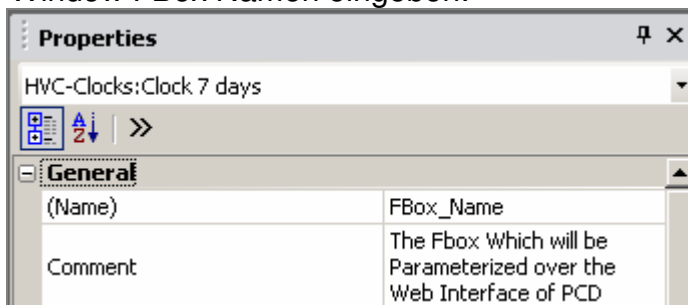 Window FBox Namen eingeben.
Properties
HVC-Clocks:Clock 7 days
General
(Name) FBox_Name
Comment The Fbox Which will be
Parameterized over the
Web Interface of PCD